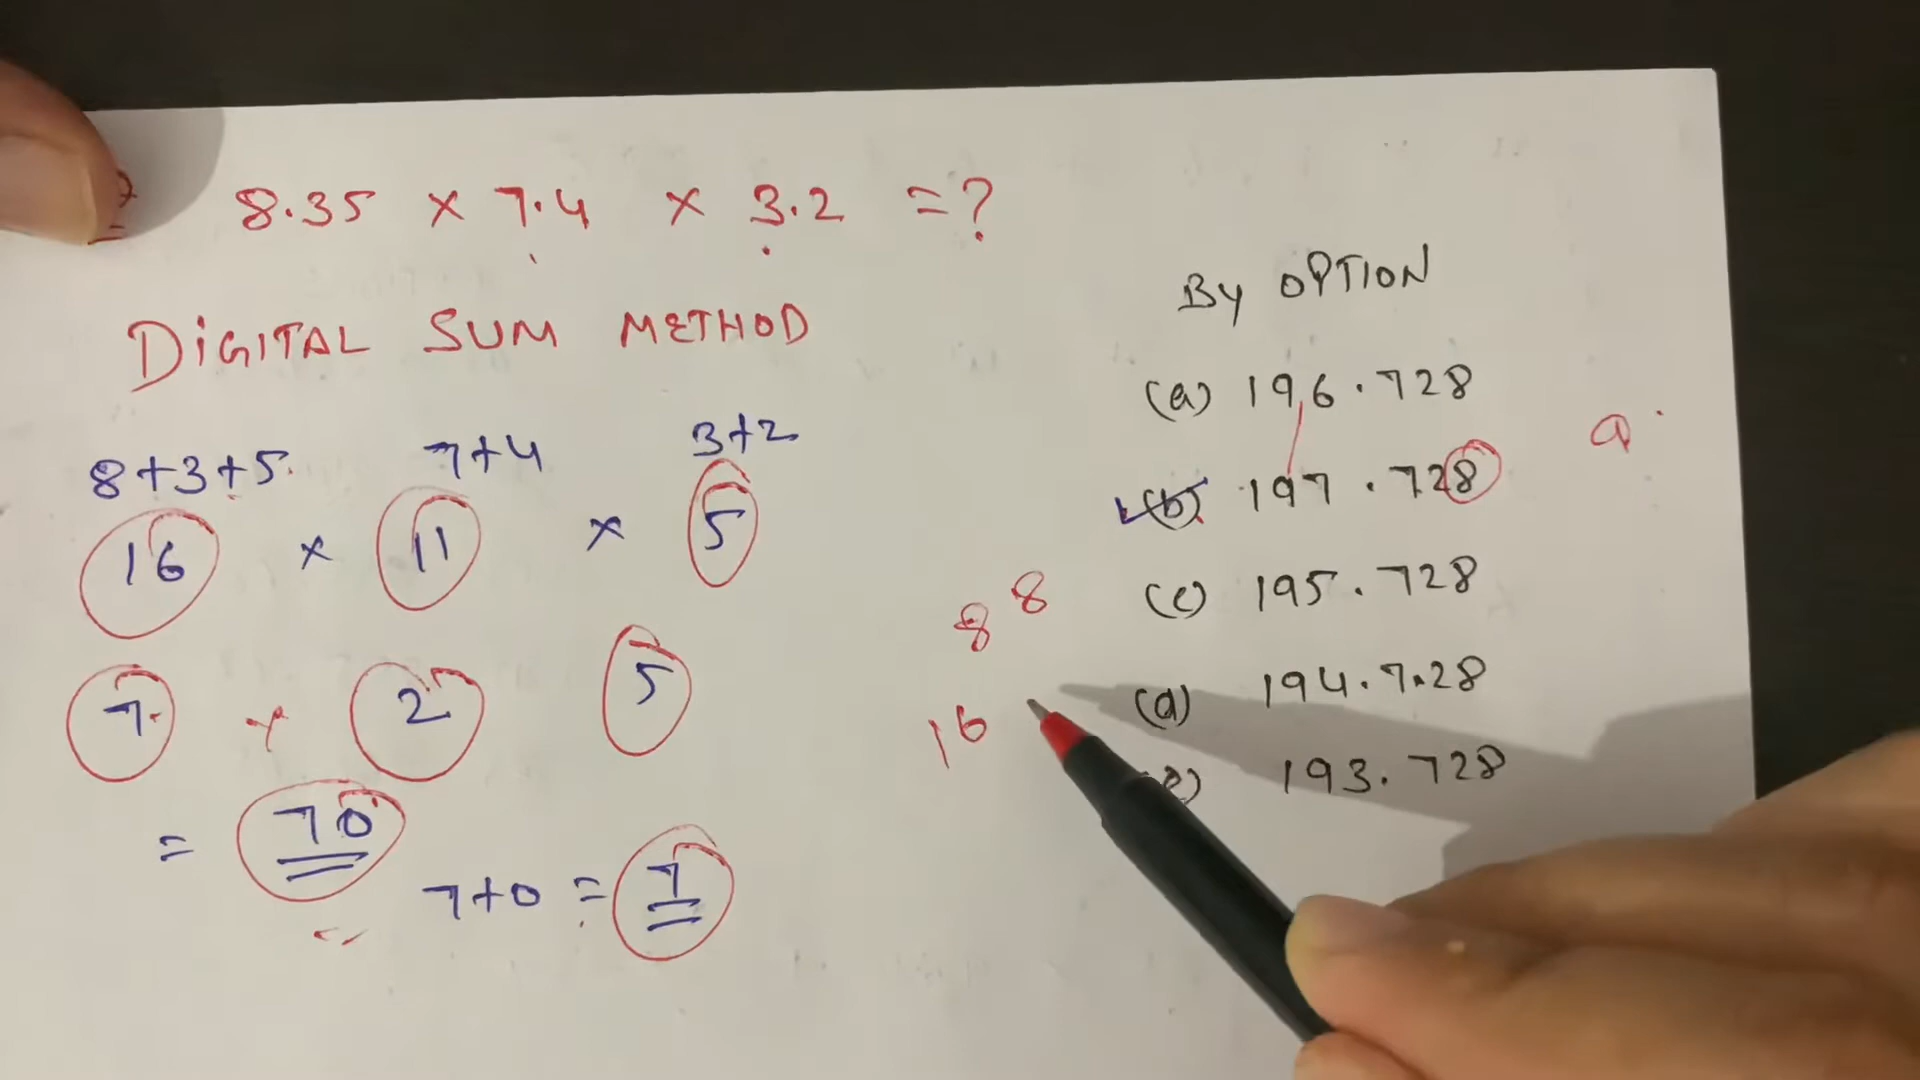 8.35 × 7.4 × 3.2 = ?
DIGITAL SUM METHOD
8+3+5 7+4 3+2
16 × 11 × 5
7 × 2 5
= 70
7+0 = 7
8 8
16
By OPTION
(a) 196.728
(b) 197.728
9
(c) 195.728
(d) 194.7.28
(e) 193.728